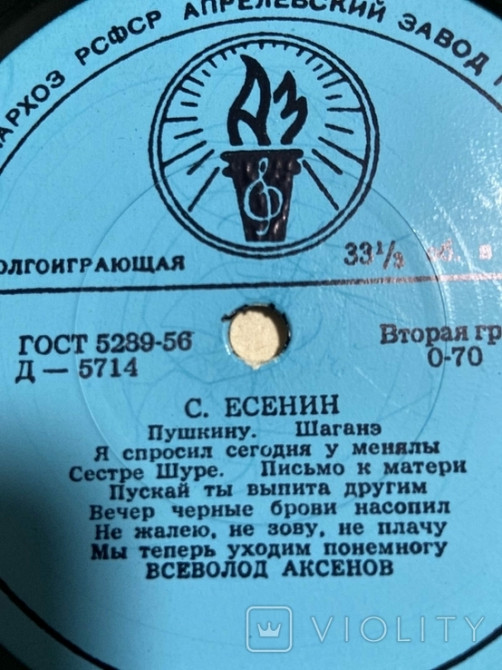 АРХОЗ РСФСР АПРЕЛЕВСКИЙ ЗАВОД
АЗ
ОЛГОИГРАЮЩАЯ
33⅓ об. в
ГОСТ 5289-56
Вторая гр
Д — 5714
0-70
С. ЕСЕНИН
Пушкину. Шаганэ
Я спросил сегодня у менялы
Сестре Шуре. Письмо к матери
Пускай ты выпита другим
Вечер черные брови насопил
Не жалею, не зову, не плачу
Мы теперь уходим понемногу
ВСЕВОЛОД АКСЕНОВ
VIOLITY